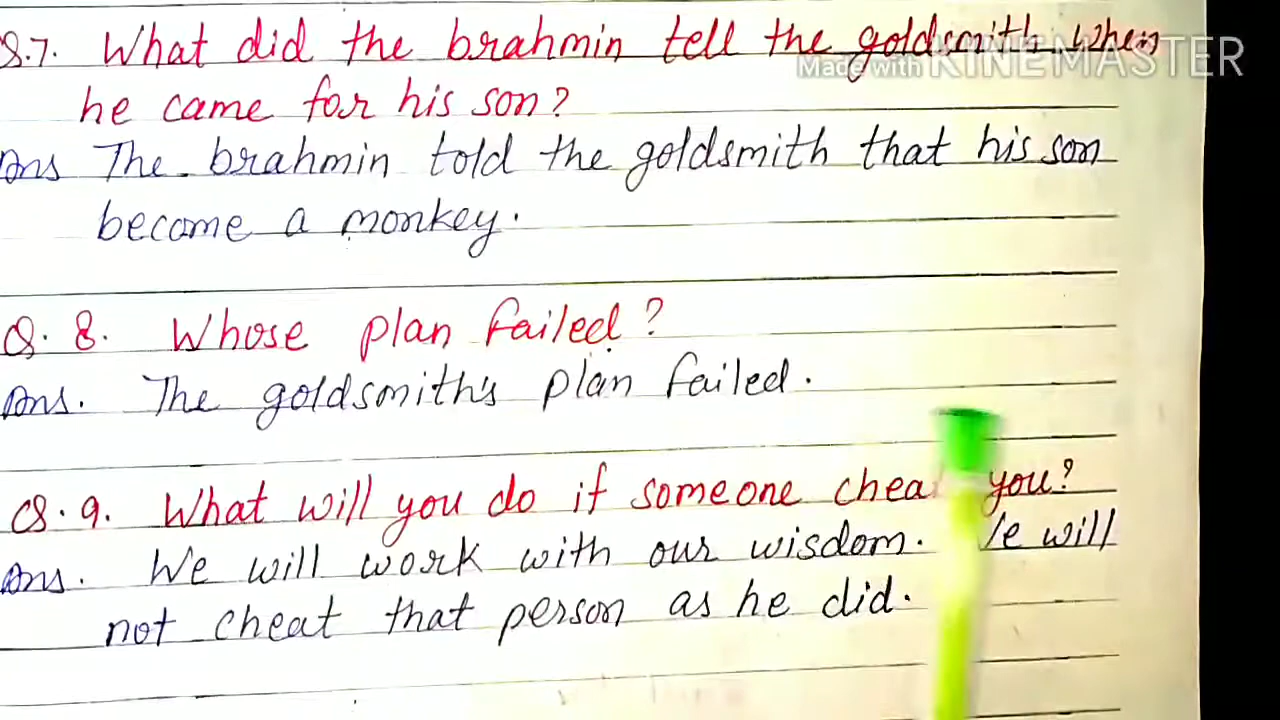 Q.7. What did the brahmin tell the goldsmith when
Made with KINEMASTER
he came for his son?
Ans The brahmin told the goldsmith that his son
become a monkey.
Q. 8. Whose plan failed?
Ans. The goldsmith's plan failed.
Q. 9. What will you do if someone cheat you?
Ans. We will work with our wisdom. We will
not cheat that person as he did.